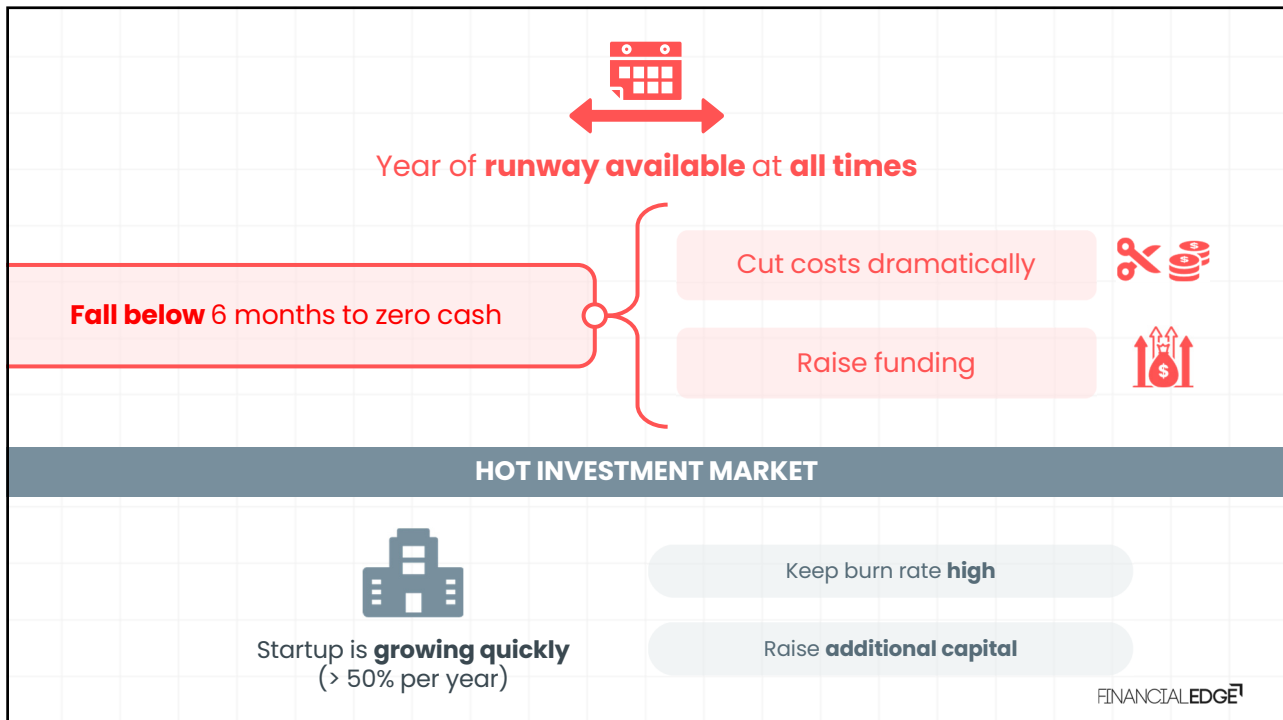 Year of runway available at all times
Fall below 6 months to zero cash
Cut costs dramatically
Raise funding
HOT INVESTMENT MARKET
Startup is growing quickly
(> 50% per year)
Keep burn rate high
Raise additional capital
FINANCIALEDGE